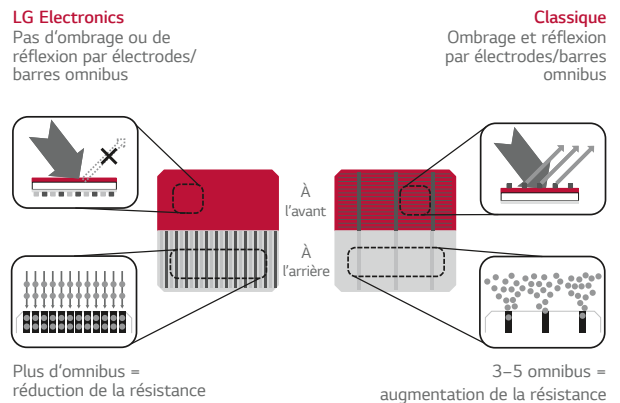 LG Electronics
Pas d'ombrage ou de
réflexion par électrodes/
barres omnibus
Classique
Ombrage et réflexion
par électrodes/barres
omnibus
À
l'avant
À
l'arrière
Plus d'omnibus =
réduction de la résistance
3–5 omnibus =
augmentation de la résistance